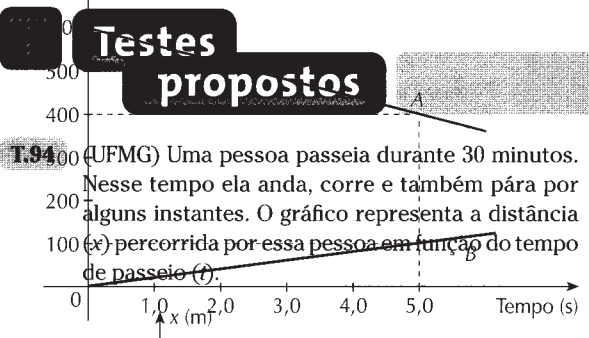 Testes
propostos
500
400
A
T.94 (UFMG) Uma pessoa passeia durante 30 minutos.
Nesse tempo ela anda, corre e também pára por
200
alguns instantes. O gráfico representa a distância
100
(x) percorrida por essa pessoa em função do tempo
B
de passeio (t).
0 1,0 2,0 3,0 4,0 5,0 Tempo (s)
x (m)